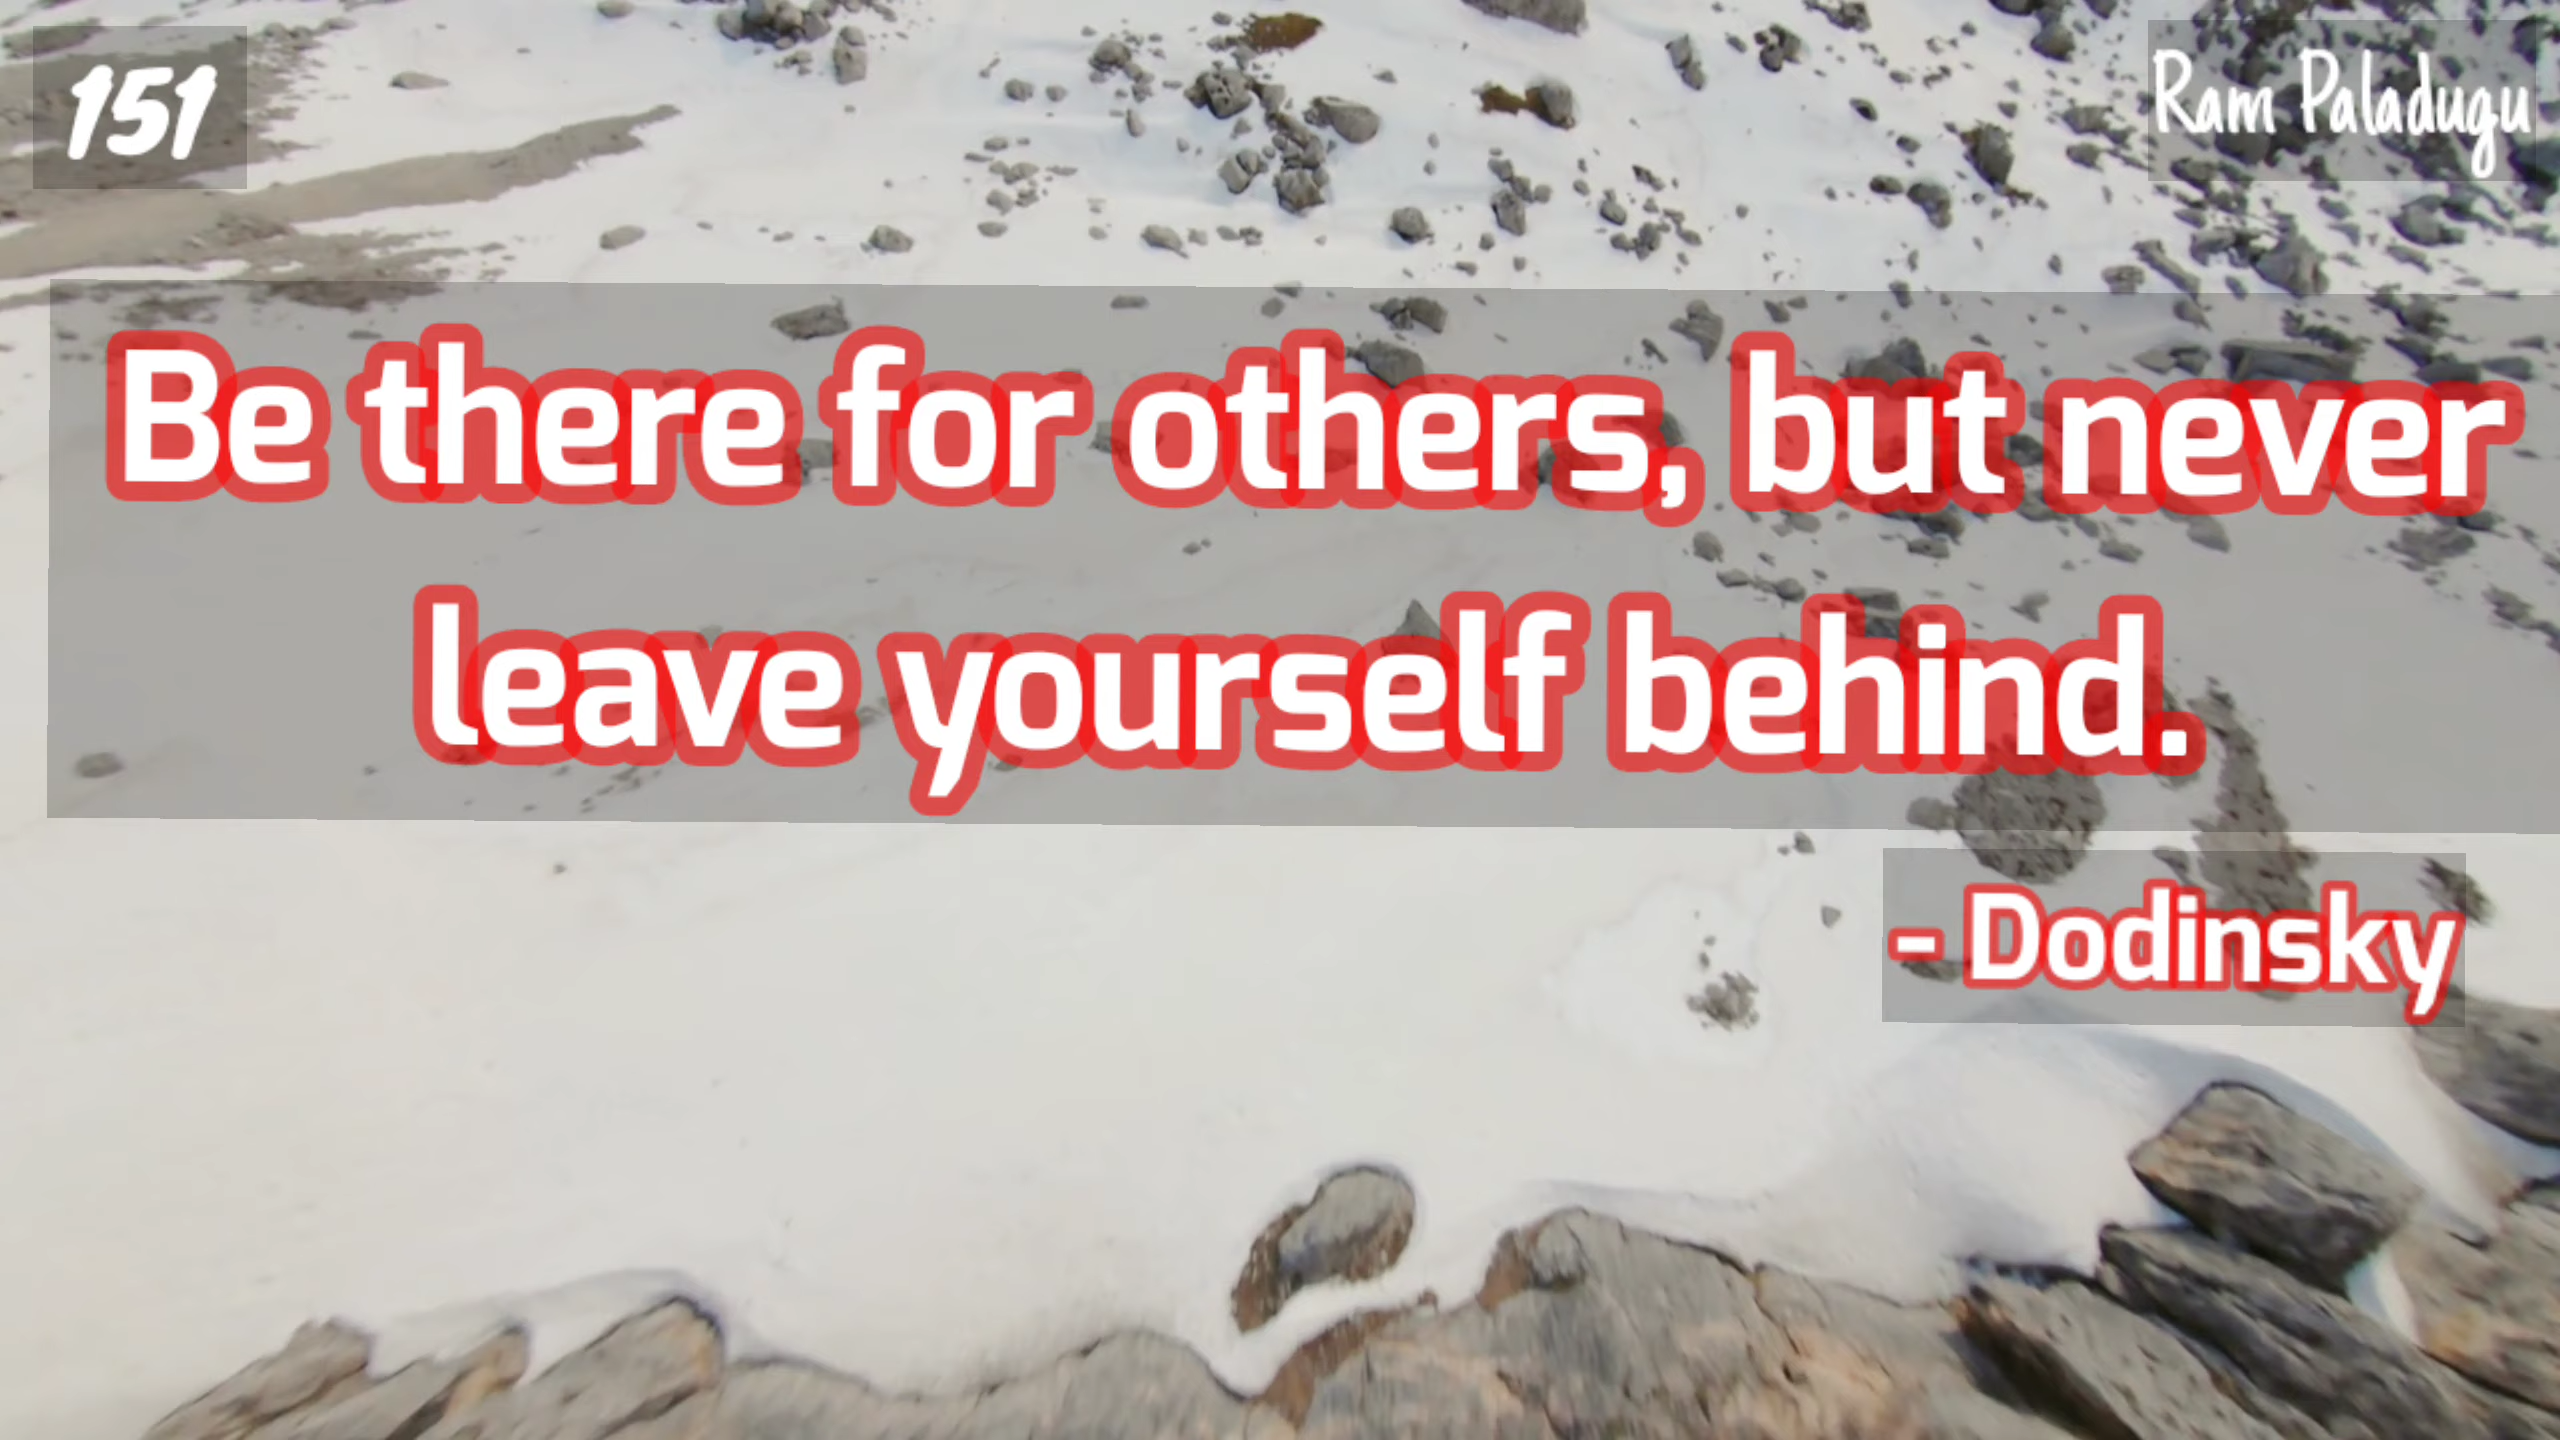 151
Ram Paladugu
Be there for others, but never
leave yourself behind.
- Dodinsky